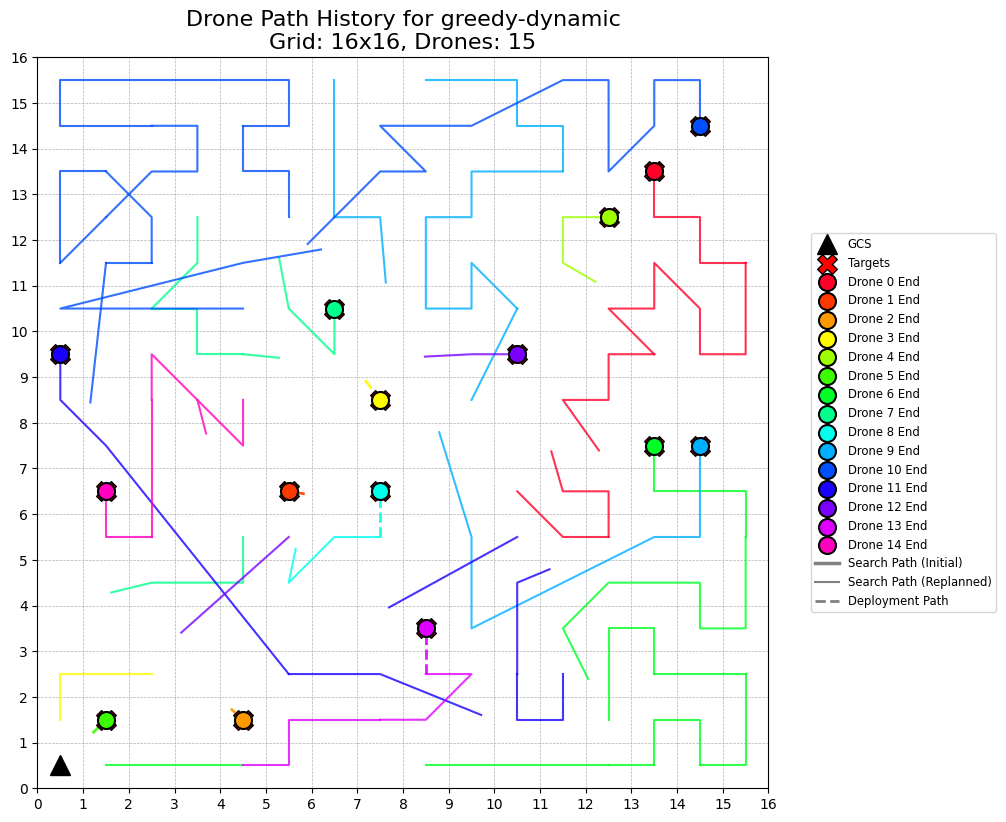 Drone Path History for greedy-dynamic
Grid: 16x16, Drones: 15
16
15
14
13
12
11
10
9
8
7
6
5
4
3
2
1
0
0 1 2 3 4 5 6 7 8 9 10 11 12 13 14 15 16
GCS
Targets
Drone 0 End
Drone 1 End
Drone 2 End
Drone 3 End
Drone 4 End
Drone 5 End
Drone 6 End
Drone 7 End
Drone 8 End
Drone 9 End
Drone 10 End
Drone 11 End
Drone 12 End
Drone 13 End
Drone 14 End
Search Path (Initial)
Search Path (Replanned)
Deployment Path